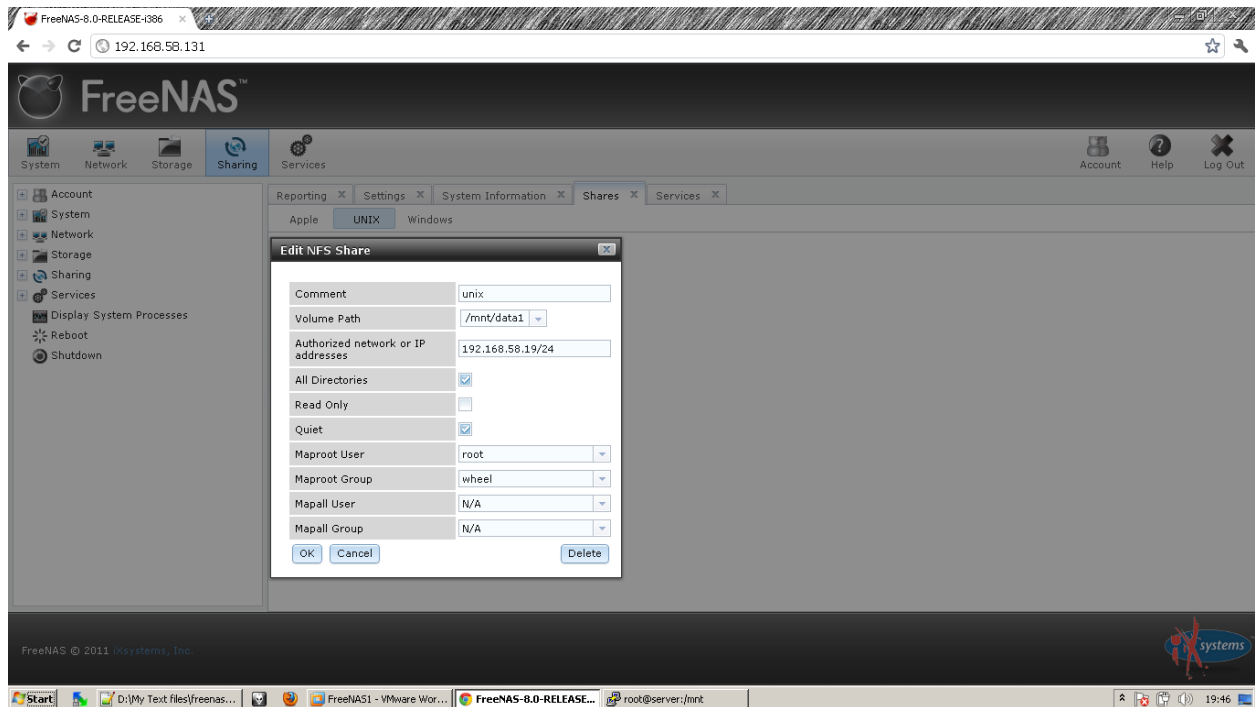 FreeNAS-8.0-RELEASE-i386
192.168.58.131
FreeNAS™
System Network Storage Sharing Services Account Help Log Out
Account
System
Network
Storage
Sharing
Services
Display System Processes
Reboot
Shutdown
Reporting Settings System Information Shares Services
Apple UNIX Windows
Edit NFS Share
Comment unix
Volume Path /mnt/data1
Authorized network or IP
addresses 192.168.58.19/24
All Directories
Read Only
Quiet
Maproot User root
Maproot Group wheel
Mapall User N/A
Mapall Group N/A
OK Cancel Delete
FreeNAS © 2011 iXsystems, Inc.
iXsystems
Start D:\My Text files\freenas... FreeNAS1 - VMware Wor... FreeNAS-8.0-RELEASE... root@server:/mnt 19:46